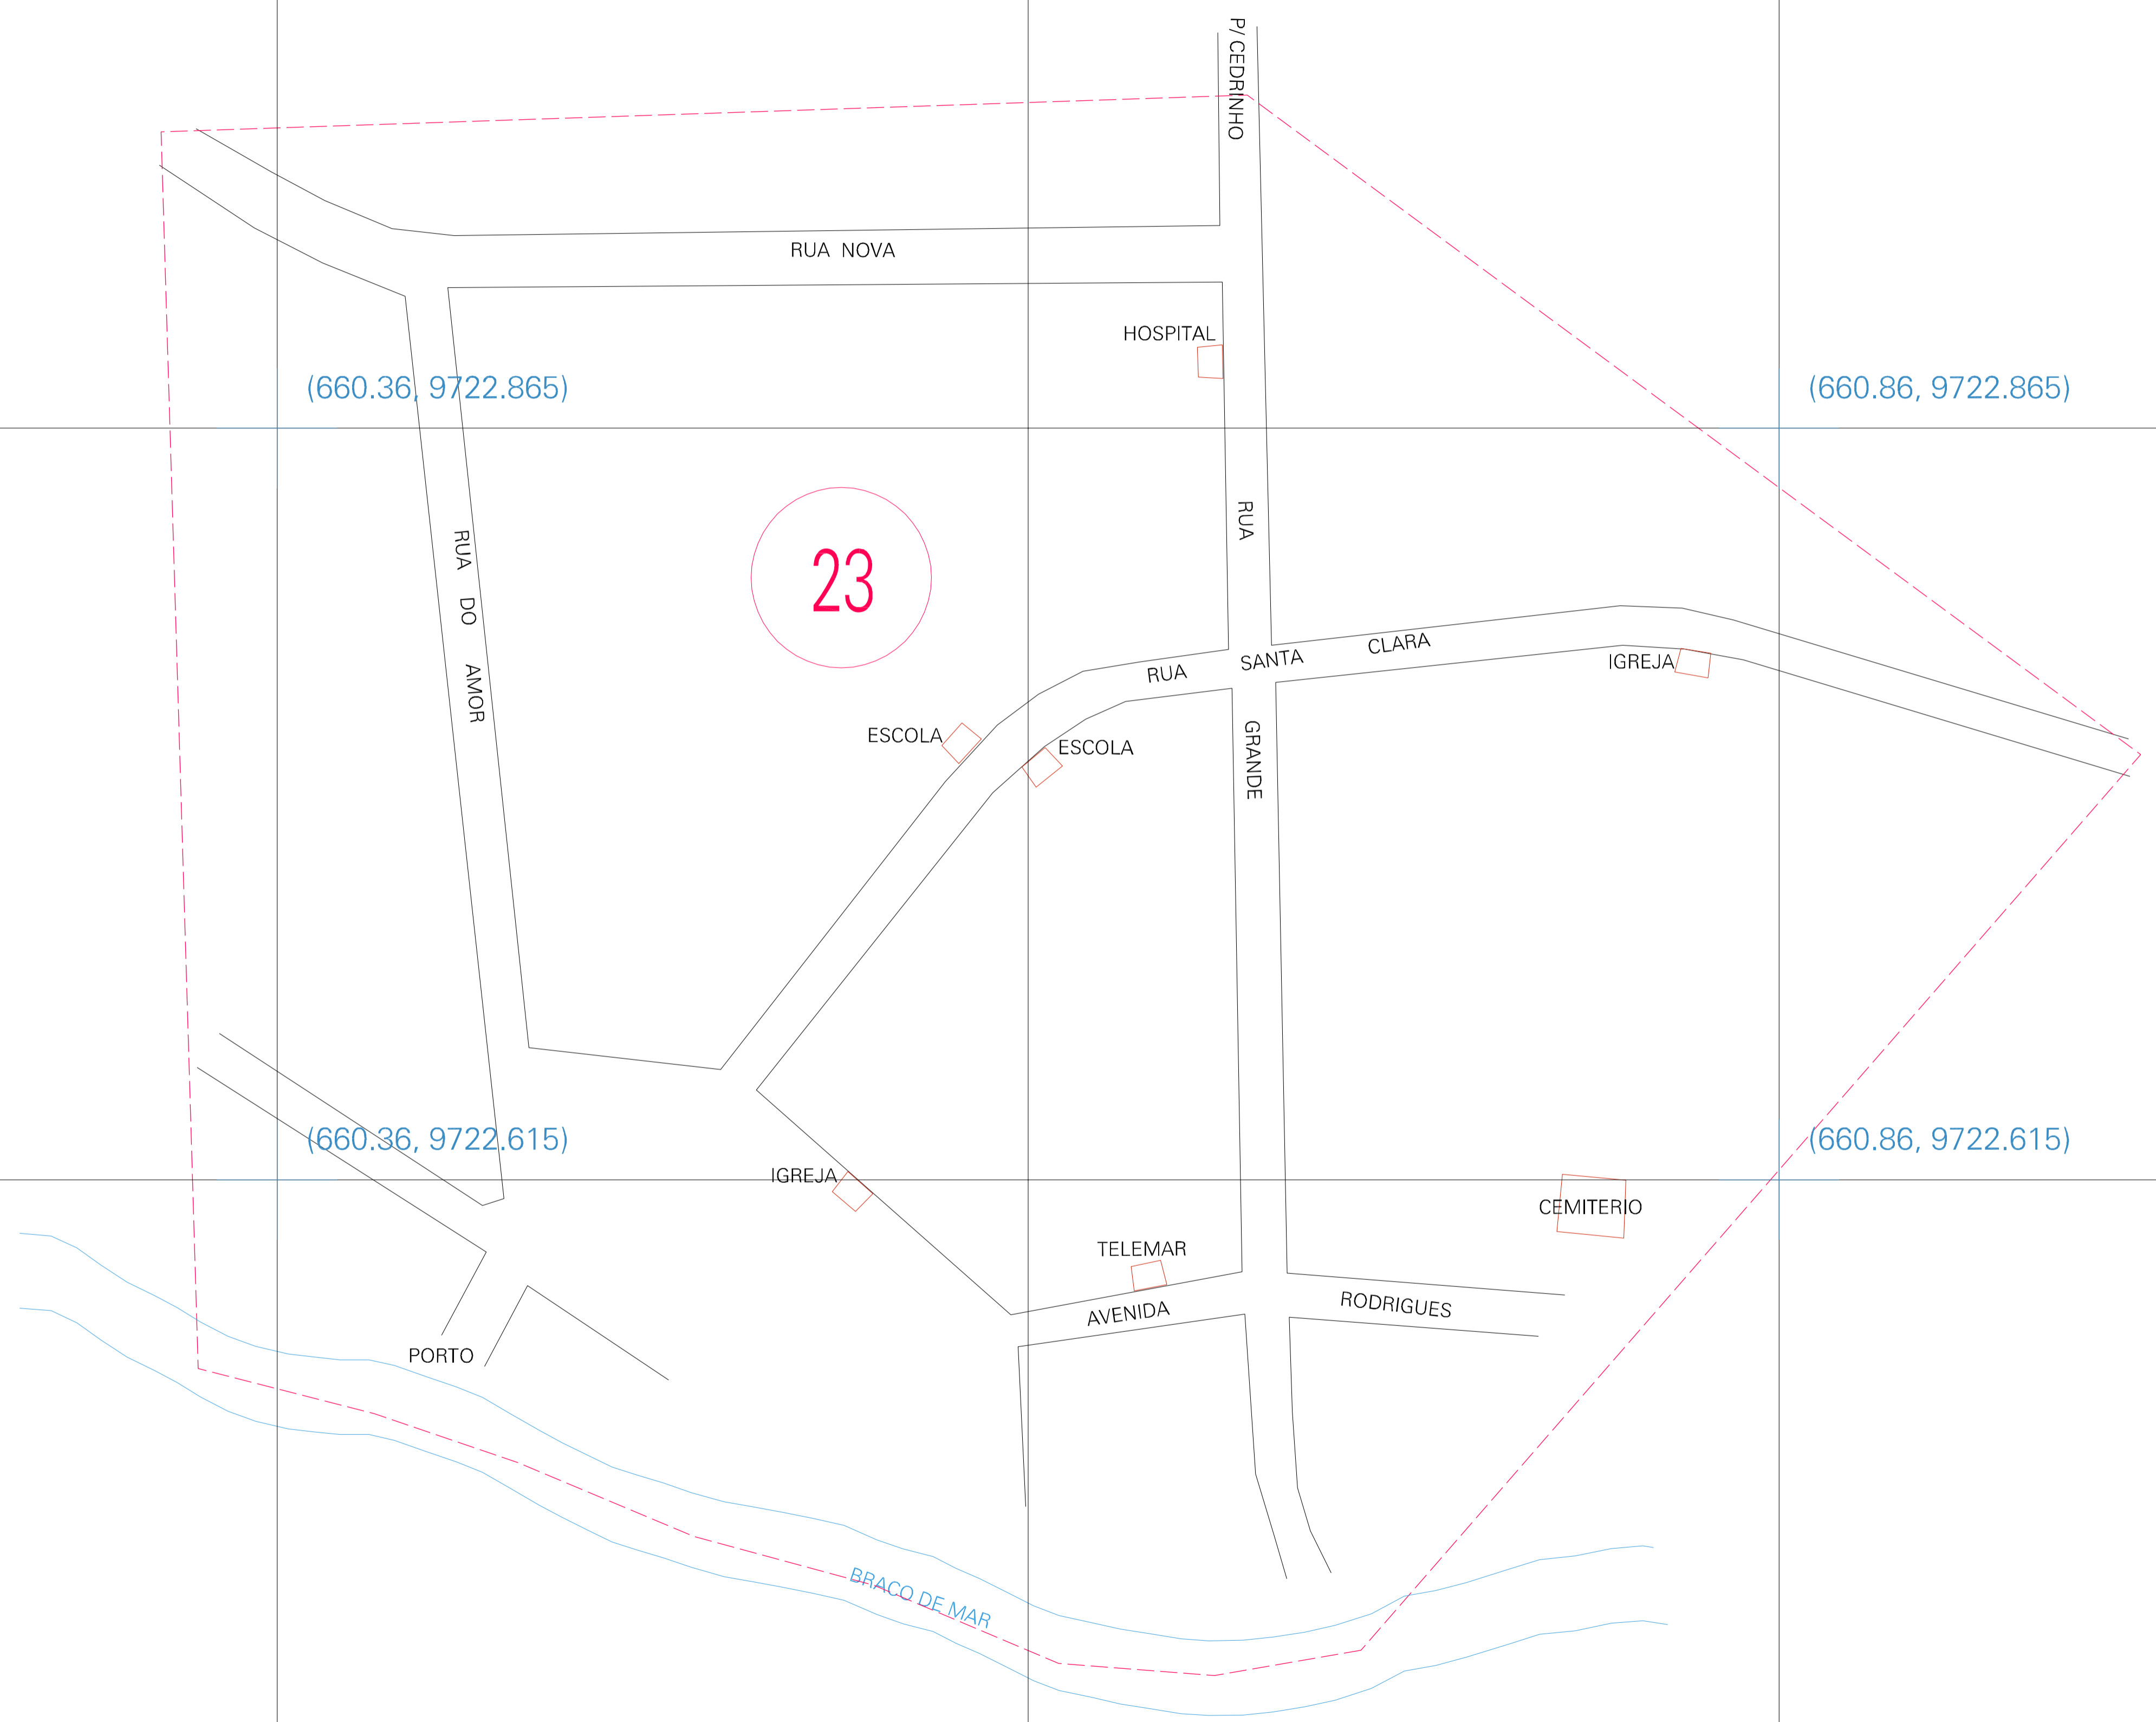 P/ CEDRINHO
RUA NOVA
HOSPITAL
(660.36, 9722.865)
(660.86, 9722.865)
RUA DO AMOR
23
RUA GRANDE
RUA SANTA CLARA
IGREJA
ESCOLA
ESCOLA
(660.36, 9722.615)
(660.86, 9722.615)
IGREJA
CEMITERIO
TELEMAR
AVENIDA RODRIGUES
PORTO
BRACO DE MAR